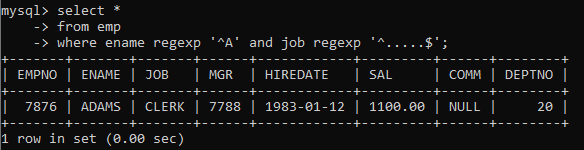 mysql> select *
    -> from emp
    -> where ename regexp '^A' and job regexp '^.....$';
+-------+-------+-------+------+------------+---------+------+--------+
| EMPNO | ENAME | JOB   | MGR  | HIREDATE   | SAL     | COMM | DEPTNO |
+-------+-------+-------+------+------------+---------+------+--------+
|  7876 | ADAMS | CLERK | 7788 | 1983-01-12 | 1100.00 | NULL |     20 |
+-------+-------+-------+------+------------+---------+------+--------+
1 row in set (0.00 sec)